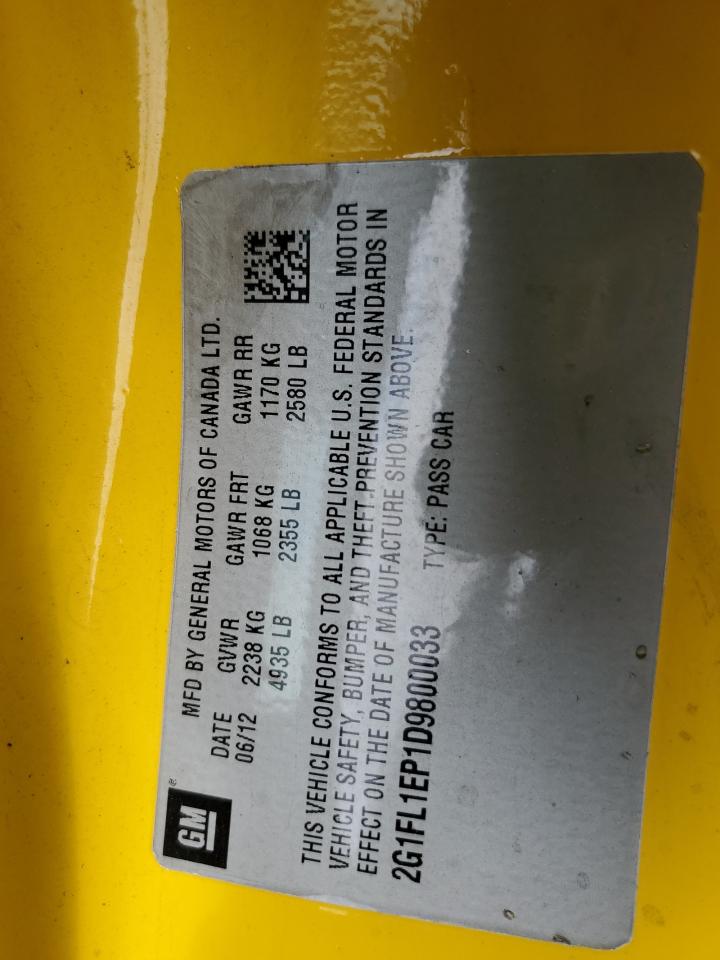 GM
MFD BY GENERAL MOTORS OF CANADA LTD.
DATE GVWR GAWR FRT GAWR RR
06/12 2238 KG 1068 KG 1170 KG
4935 LB 2355 LB 2580 LB
THIS VEHICLE CONFORMS TO ALL APPLICABLE U.S. FEDERAL MOTOR
VEHICLE SAFETY, BUMPER, AND THEFT PREVENTION STANDARDS IN
EFFECT ON THE DATE OF MANUFACTURE SHOWN ABOVE.
2G1FL1EP1D9800033 TYPE: PASS CAR